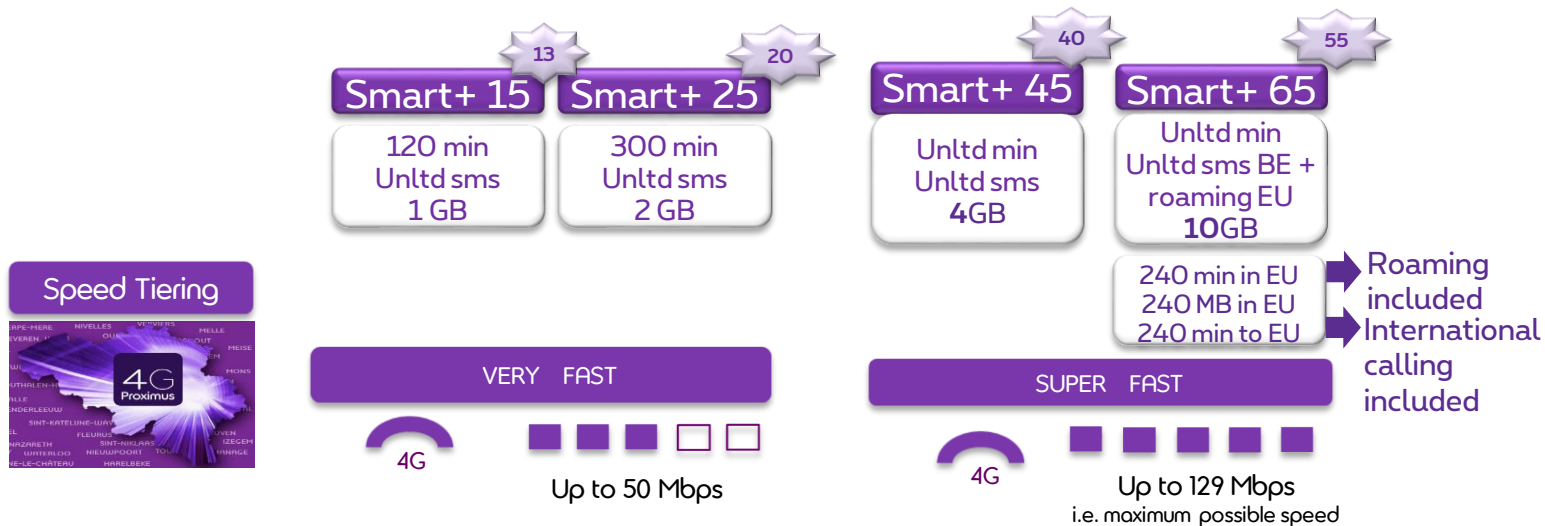 13
20
40
55
Smart+ 15
Smart+ 25
Smart+ 45
Smart+ 65
120 min
Unltd sms
1 GB
300 min
Unltd sms
2 GB
Unltd min
Unltd sms
4GB
Unltd min
Unltd sms BE +
roaming EU
10GB
240 min in EU
240 MB in EU
240 min to EU
Roaming
included
International
calling
included
Speed Tiering
NIVELLES
VERVIERS
MELLE
MEISE
MONS
4G
Proximus
SINT-KATELIJNE-WAV
FLEURUS
SINT-NIKLAAS
IZEGEM
NAZARETH
WATERLOO
NIEUWPOORT
HARELBEKE
VERY FAST
4G
Up to 50 Mbps
SUPER FAST
4G
Up to 129 Mbps
i.e. maximum possible speed